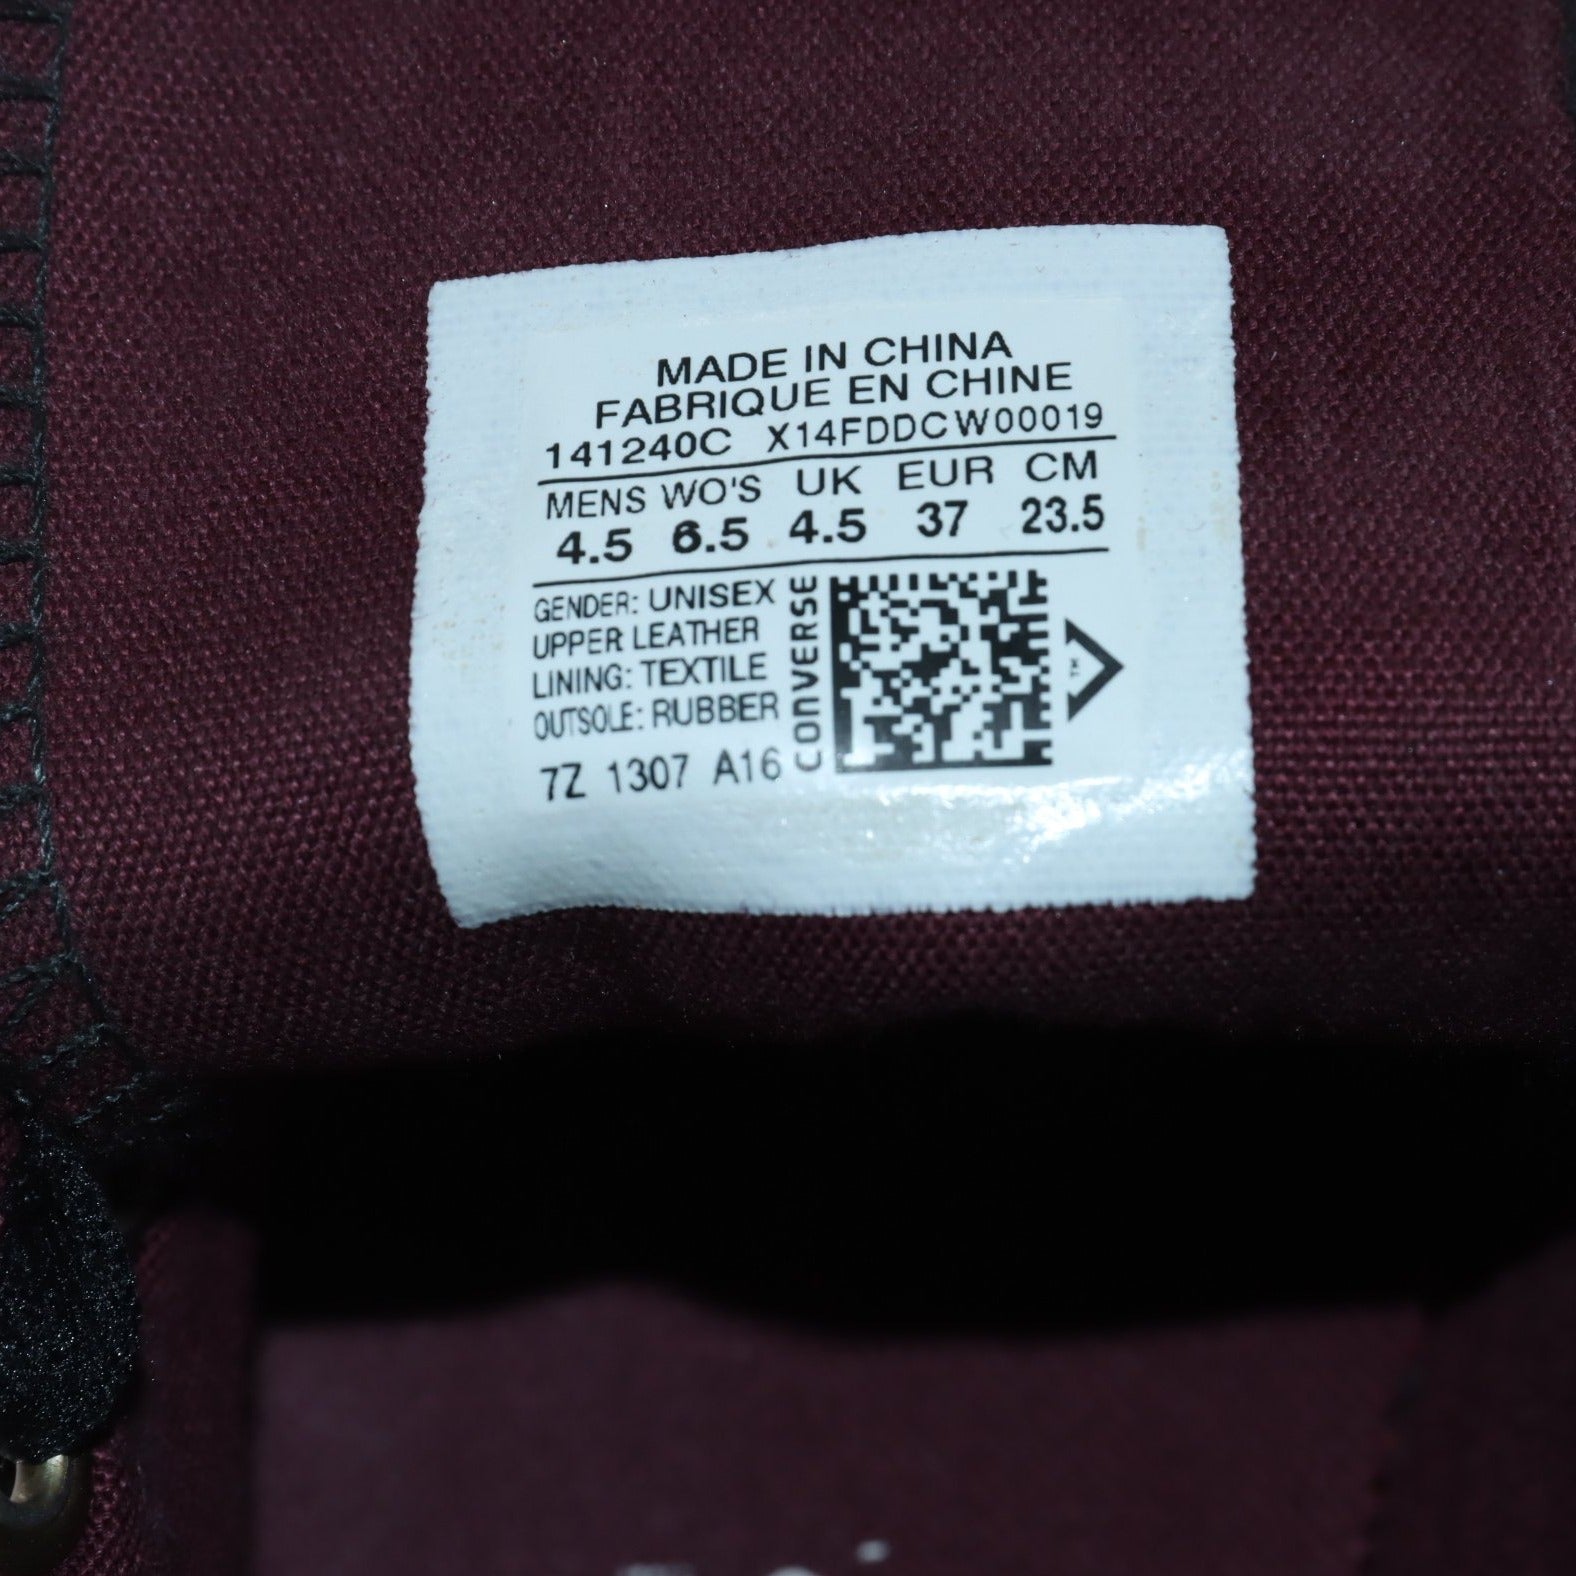 MADE IN CHINA
FABRIQUE EN CHINE
141240C X14FDDCW00019
MENS WO'S UK EUR CM
4.5 6.5 4.5 37 23.5
GENDER: UNISEX
UPPER: LEATHER
LINING: TEXTILE
OUTSOLE: RUBBER
7Z 1307 A16
CONVERSE
TM